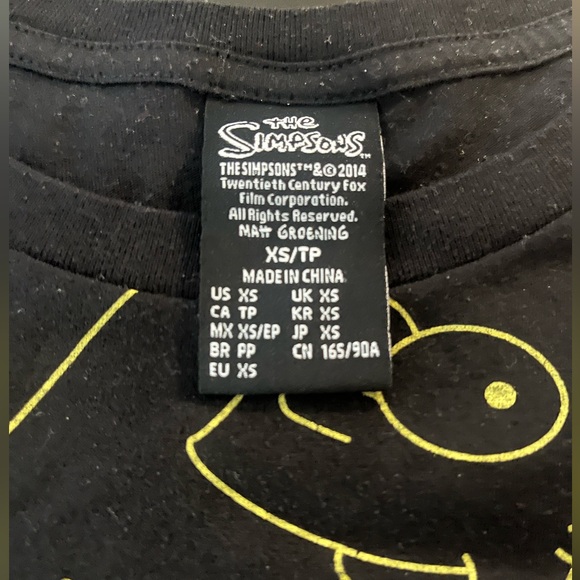 THE
SIMPSONS™
THE SIMPSONS™&©2014
Twentieth Century Fox
Film Corporation.
All Rights Reserved.
MATT GROENING
XS/TP
MADE IN CHINA
US XS UK XS
CA TP KR XS
MX XS/EP JP XS
BR PP CN 165/90A
EU XS